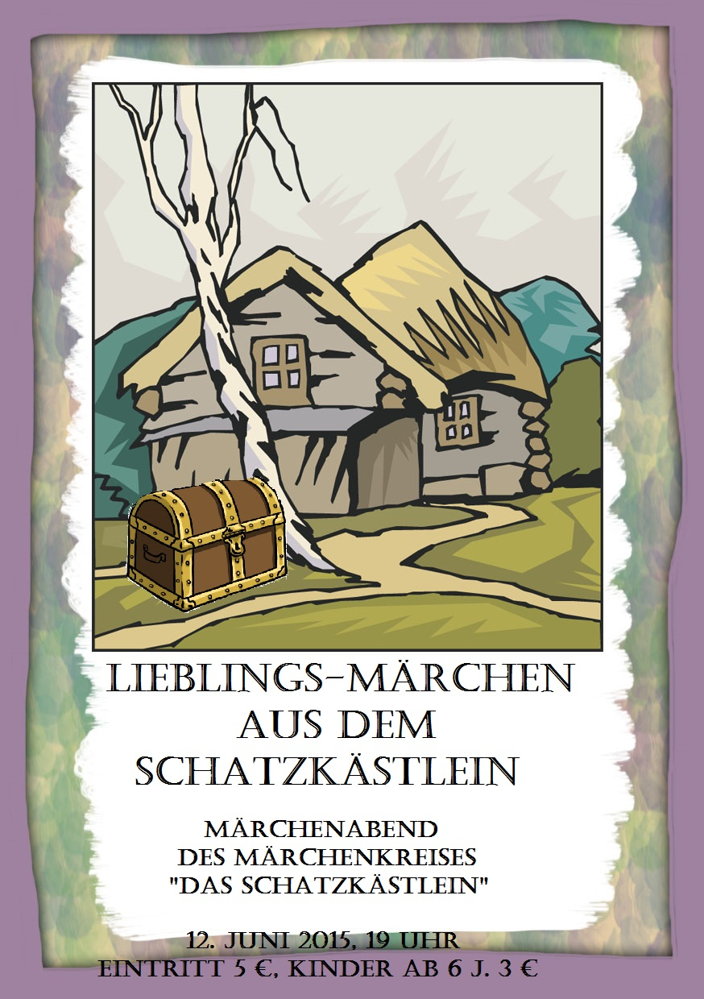 LIEBLINGS-MÄRCHEN
AUS DEM
SCHATZKÄSTLEIN
MÄRCHENABEND
DES MÄRCHENKREISES
"DAS SCHATZKÄSTLEIN"
12. JUNI 2015, 19 UHR
EINTRITT 5 €, KINDER AB 6 J. 3 €